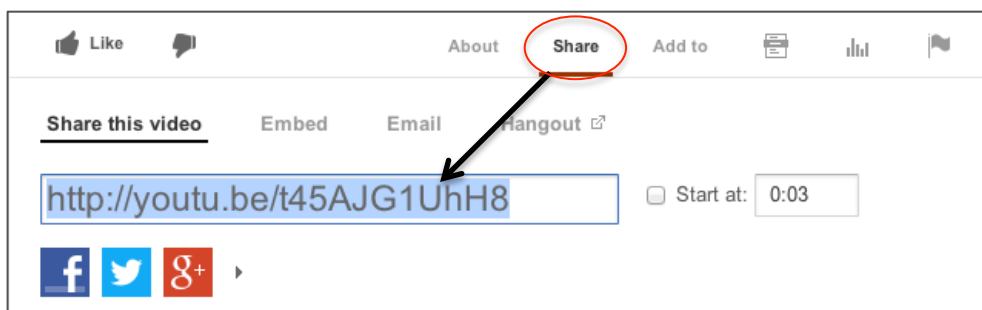 Like About Share Add to
Share this video Embed Email Hangout
http://youtu.be/t45AJG1UhH8 Start at: 0:03
f g+